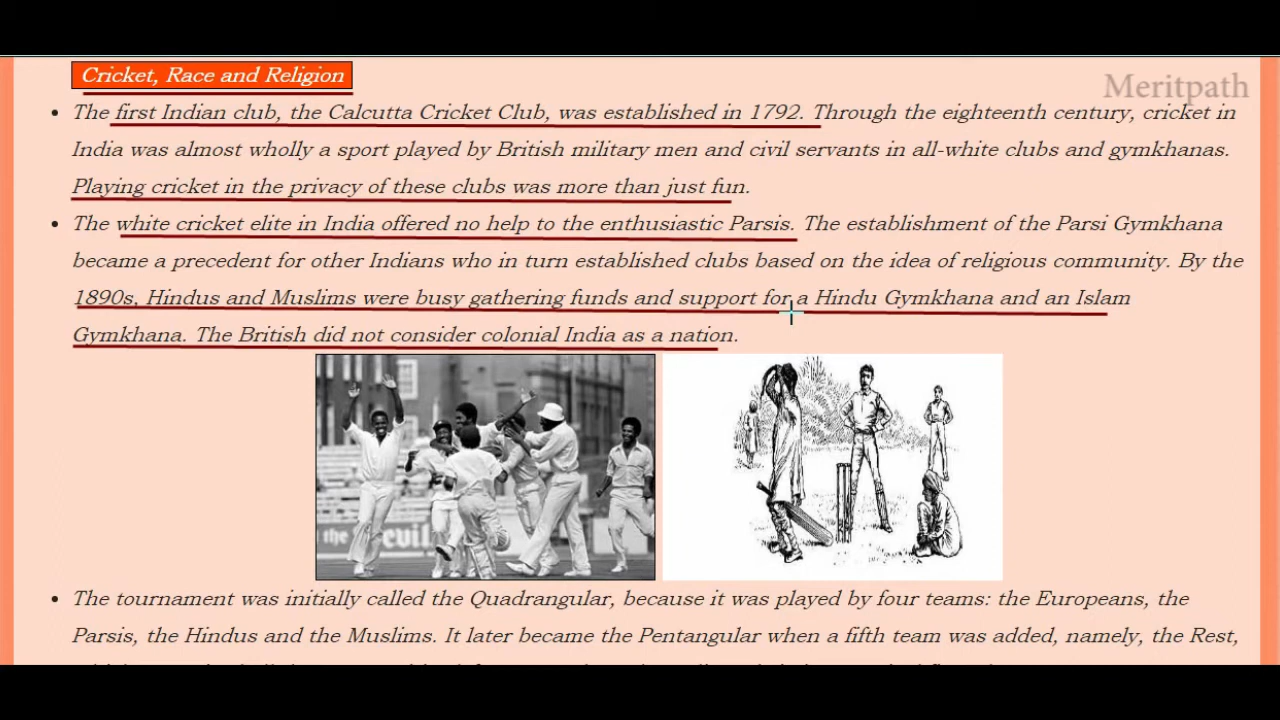 Cricket, Race and Religion
Meritpath
• The first Indian club, the Calcutta Cricket Club, was established in 1792. Through the eighteenth century, cricket in
India was almost wholly a sport played by British military men and civil servants in all-white clubs and gymkhanas.
Playing cricket in the privacy of these clubs was more than just fun.
• The white cricket elite in India offered no help to the enthusiastic Parsis. The establishment of the Parsi Gymkhana
became a precedent for other Indians who in turn established clubs based on the idea of religious community. By the
1890s, Hindus and Muslims were busy gathering funds and support for a Hindu Gymkhana and an Islam
Gymkhana. The British did not consider colonial India as a nation.
• The tournament was initially called the Quadrangular, because it was played by four teams: the Europeans, the
Parsis, the Hindus and the Muslims. It later became the Pentangular when a fifth team was added, namely, the Rest,